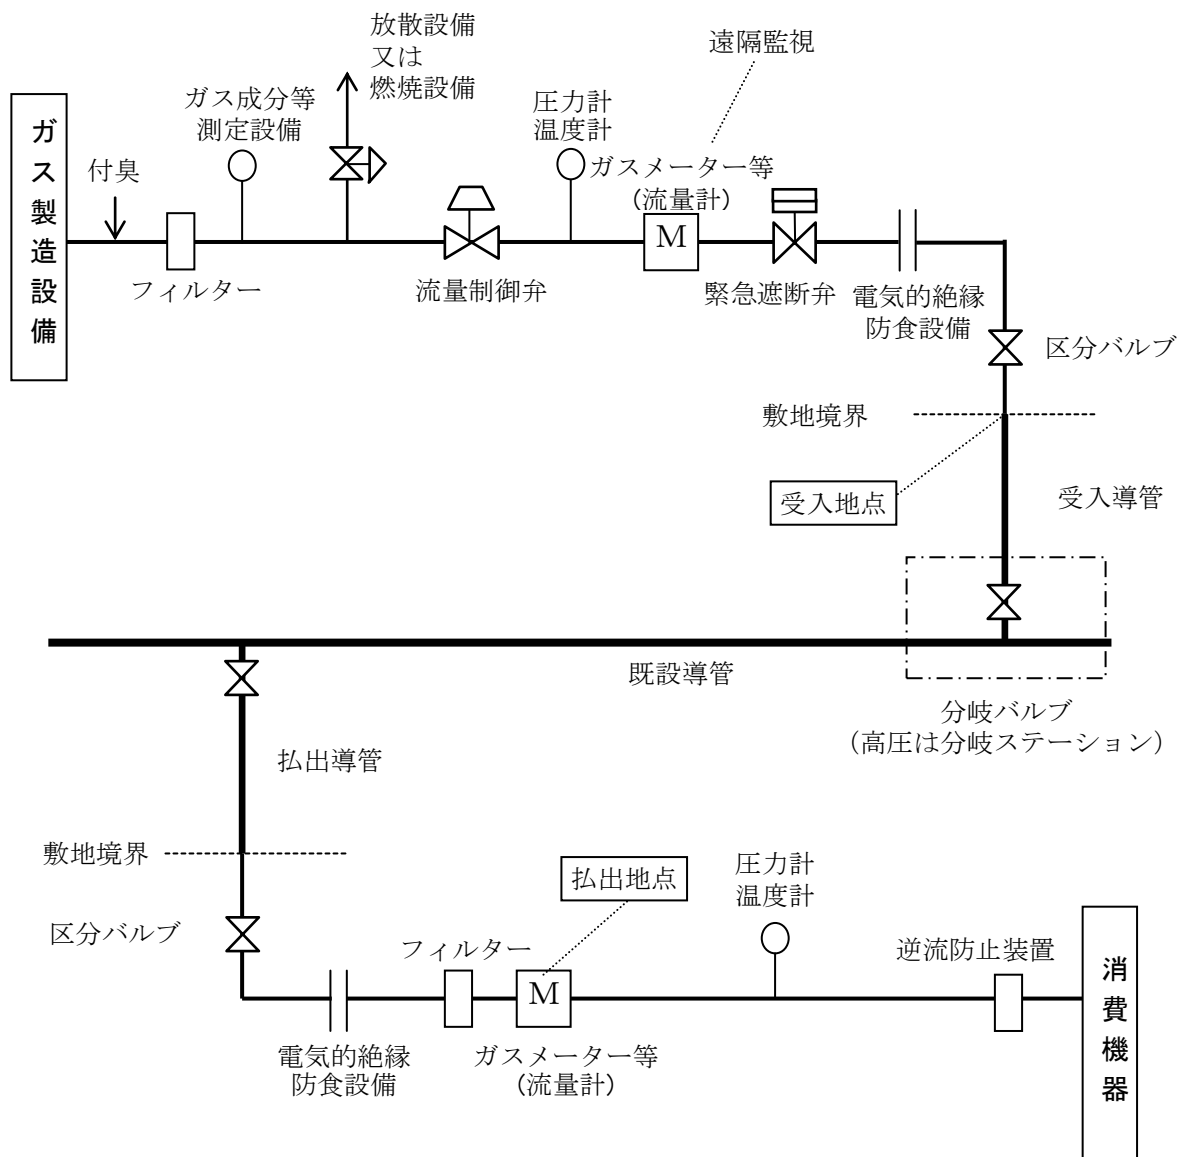 放散設備
又は
燃焼設備
遠隔監視
ガス成分等
測定設備
圧力計
温度計
ガス製造設備
付臭
ガスメーター等
(流量計)
M
フィルター
流量制御弁
緊急遮断弁
電気的絶縁
防食設備
区分バルブ
敷地境界
受入地点
受入導管
既設導管
分岐バルブ
(高圧は分岐ステーション)
払出導管
敷地境界
払出地点
圧力計
温度計
区分バルブ
フィルター
逆流防止装置
消費機器
M
電気的絶縁
防食設備
ガスメーター等
(流量計)